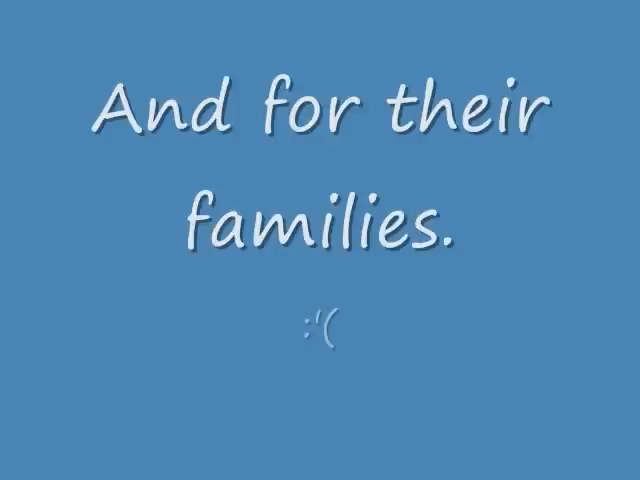 And for their
families.
:'(